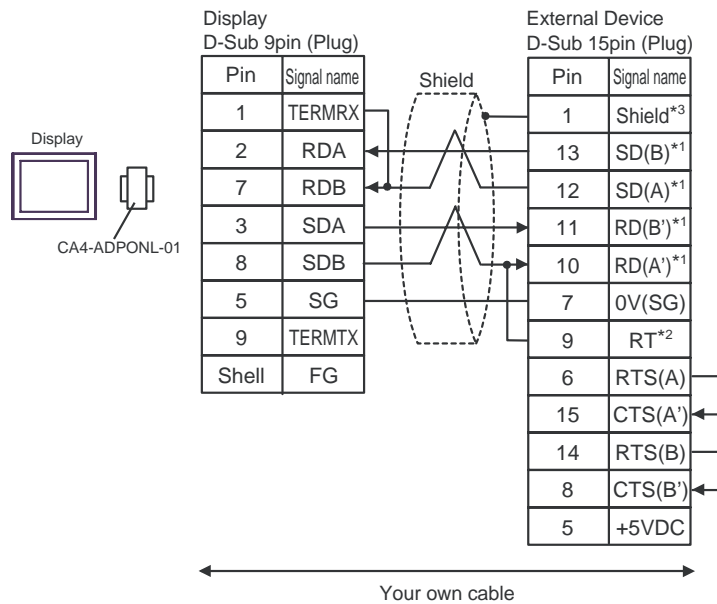 Display
D-Sub 9pin (Plug)
External Device
D-Sub 15pin (Plug)
Display
CA4-ADPONL-01
Pin Signal name
1 TERMRX
2 RDA
7 RDB
3 SDA
8 SDB
5 SG
9 TERMTX
Shell FG
Shield
Pin Signal name
1 Shield*3
13 SD(B)*1
12 SD(A)*1
11 RD(B')*1
10 RD(A')*1
7 0V(SG)
9 RT*2
6 RTS(A)
15 CTS(A')
14 RTS(B)
8 CTS(B')
5 +5VDC
Your own cable